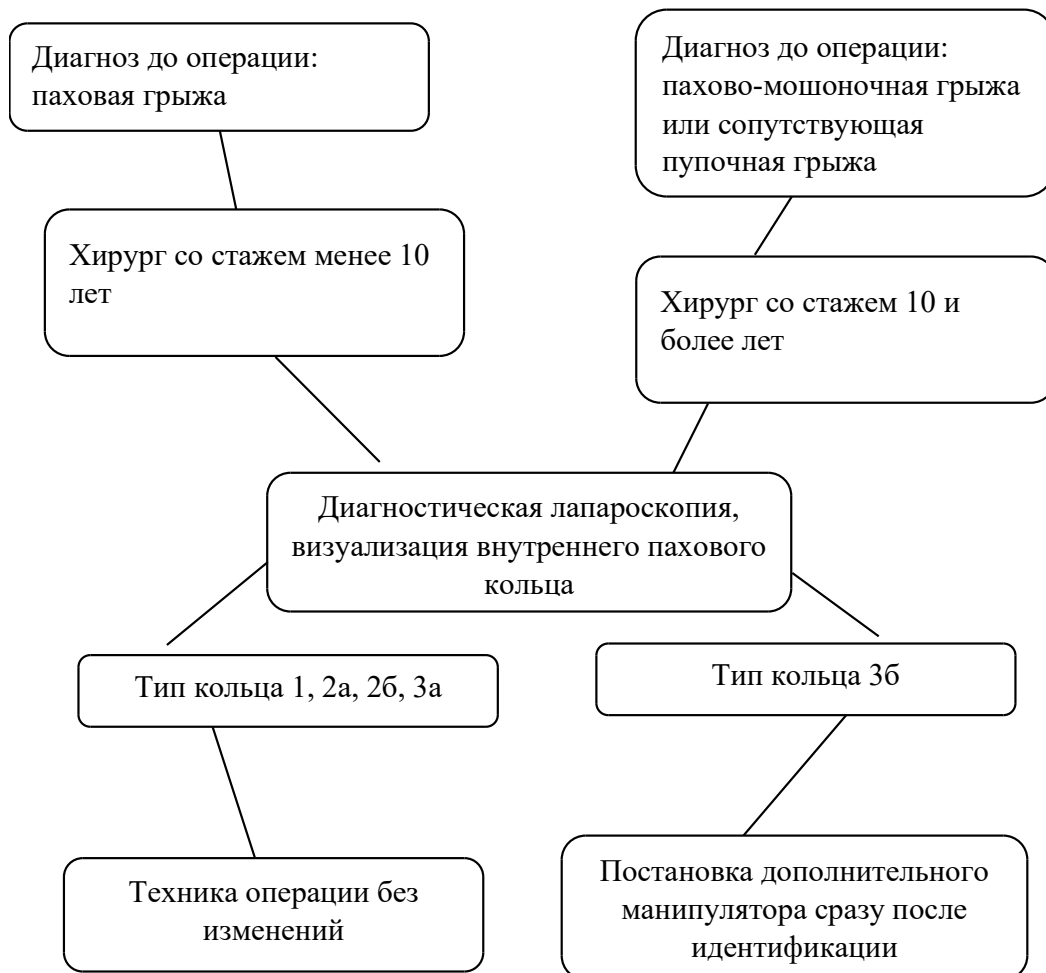 Диагноз до операции:
паховая грыжа
Диагноз до операции:
пахово-мошоночная грыжа
или сопутствующая
пупочная грыжа
Хирург со стажем менее 10
лет
Хирург со стажем 10 и
более лет
Диагностическая лапароскопия,
визуализация внутреннего пахового
кольца
Тип кольца 1, 2а, 2б, 3а
Тип кольца 3б
Техника операции без
изменений
Постановка дополнительного
манипулятора сразу после
идентификации